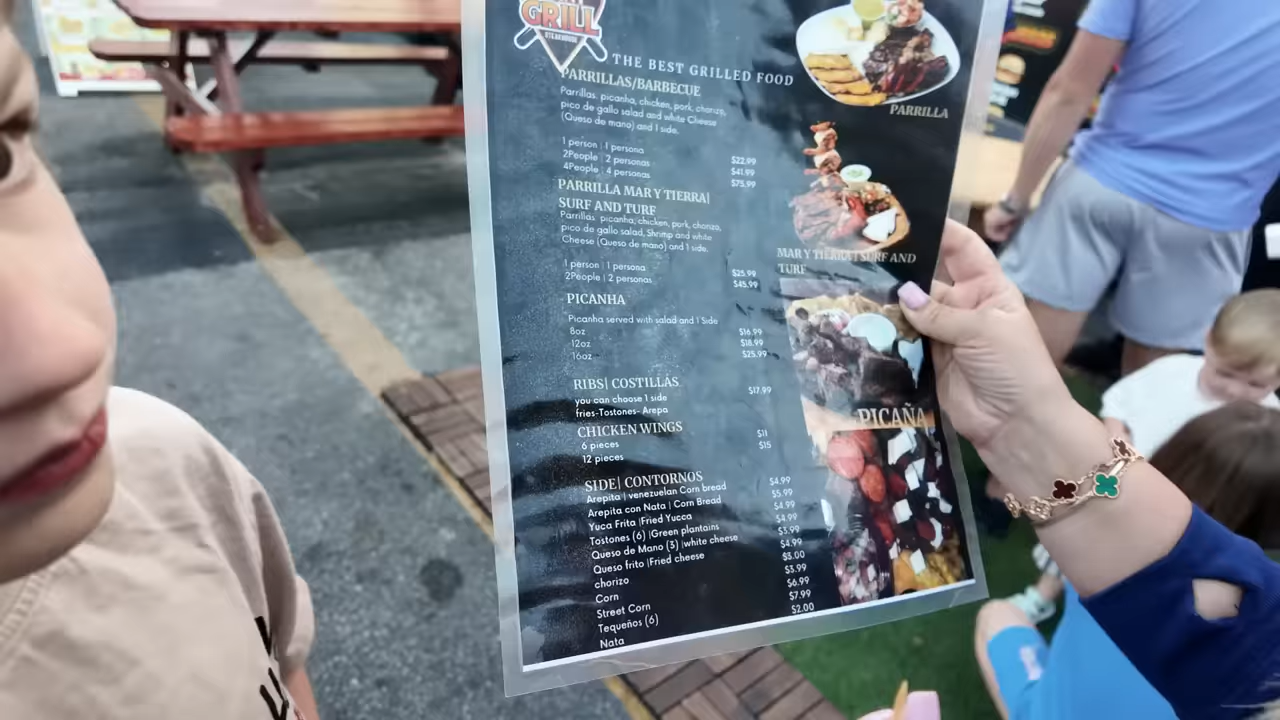 GRILL
STEAKHOUSE
THE BEST GRILLED FOOD
PARRILLAS/BARBECUE
Parrillas: picanha, chicken, pork, chorizo,
pico de gallo salad and white Cheese
(Queso de mano) and 1 side.
1 person | 1 persona $22.99
2People | 2 personas $41.99
4People | 4 personas $75.99
PARRILLA MAR Y TIERRA|
SURF AND TURF
Parrillas: picanha, chicken, pork, chorizo,
pico de gallo salad, Shrimp and white
Cheese (Queso de mano) and 1 side.
1 person | 1 persona $25.99
2People | 2 personas $45.99
PICANHA
Picanha served with salad and 1 Side
8oz $16.99
12oz $18.99
16oz $25.99
RIBS| COSTILLAS
you can choose 1 side $17.99
fries-Tostones- Arepa
CHICKEN WINGS
6 pieces $11
12 pieces $15
SIDE| CONTORNOS
Arepita | venezuelan Corn bread $4.99
Arepita con Nata | Corn Bread $5.99
Yuca Frita |Fried Yucca $4.99
Tostones (6) |Green plantains $4.99
Queso de Mano (3) |white cheese $3.99
Queso frito |Fried cheese $4.99
chorizo $3.00
Corn $3.99
Street Corn $6.99
Tequeños (6) $7.99
Nata $2.00
PARRILLA
MAR Y TIERRA | SURF AND
TURF
PICAÑA